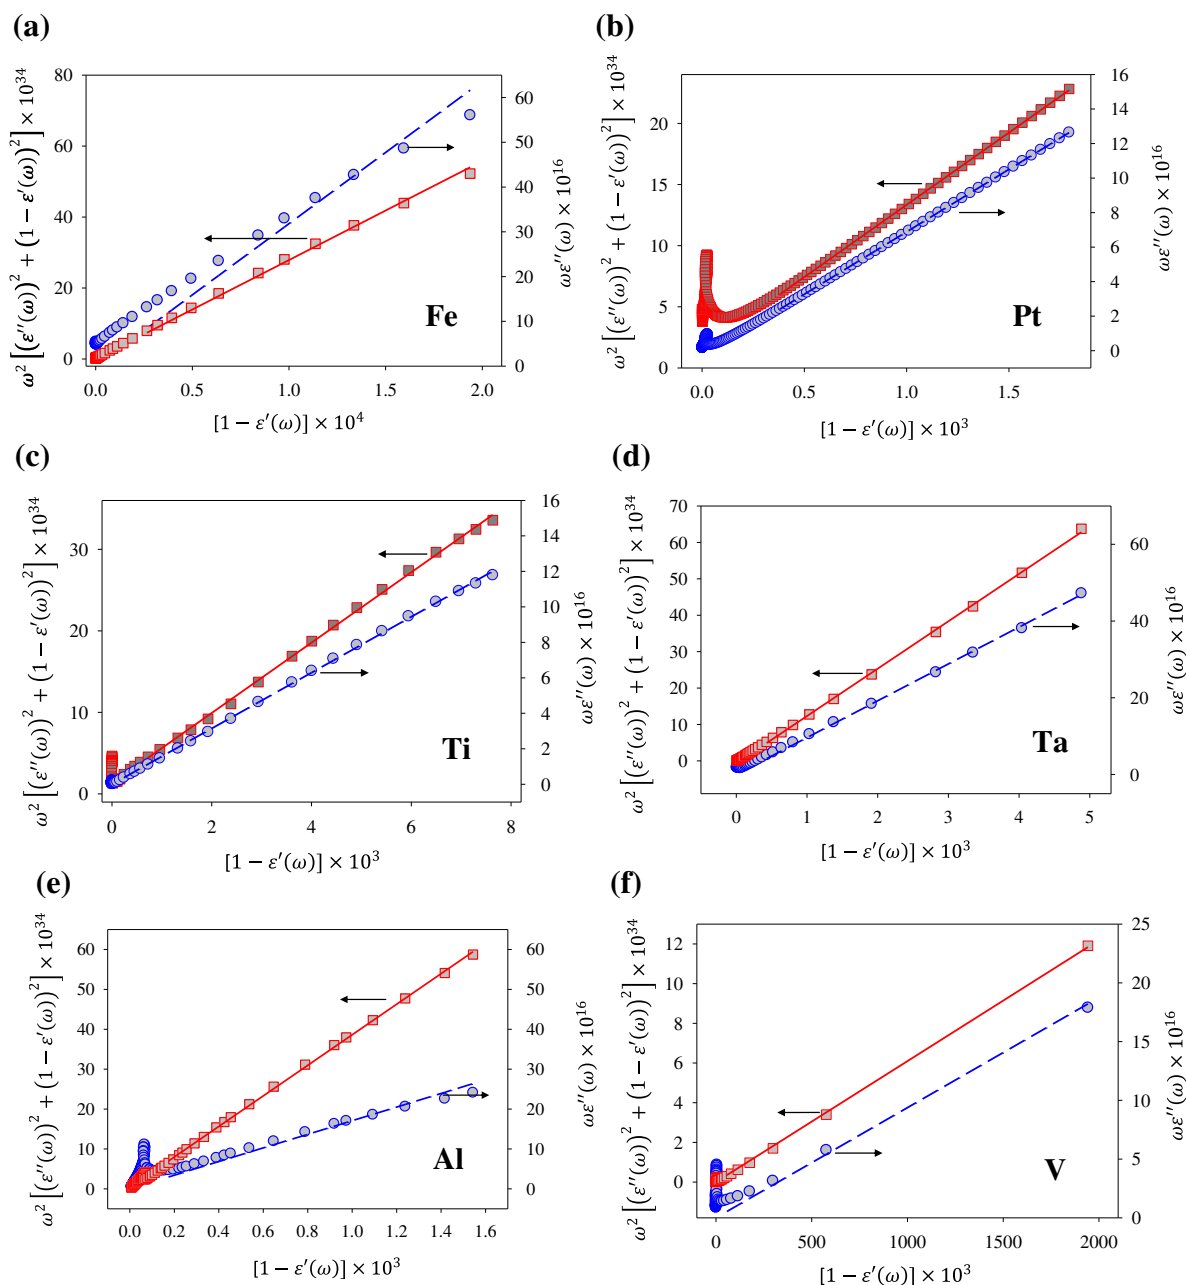 (a)
ω² [(ε′′(ω))² + (1 − ε′(ω))²] × 10³⁴
80
60
40
20
0
60
50
40
30
20
10
0
ωε′′(ω) × 10¹⁶
Fe
0.0 0.5 1.0 1.5 2.0
[1 − ε′(ω)] × 10⁴
(b)
ω² [(ε′′(ω))² + (1 − ε′(ω))²] × 10³⁴
20
15
10
5
0
16
14
12
10
8
6
4
2
0
ωε′′(ω) × 10¹⁶
Pt
0.0 0.5 1.0 1.5
[1 − ε′(ω)] × 10³
(c)
ω² [(ε′′(ω))² + (1 − ε′(ω))²] × 10³⁴
30
20
10
0
16
14
12
10
8
6
4
2
0
ωε′′(ω) × 10¹⁶
Ti
0 2 4 6 8
[1 − ε′(ω)] × 10³
(d)
ω² [(ε′′(ω))² + (1 − ε′(ω))²] × 10³⁴
70
60
50
40
30
20
10
0
60
40
20
0
ωε′′(ω) × 10¹⁶
Ta
0 1 2 3 4 5
[1 − ε′(ω)] × 10³
(e)
ω² [(ε′′(ω))² + (1 − ε′(ω))²] × 10³⁴
60
50
40
30
20
10
0
60
50
40
30
20
10
0
ωε′′(ω) × 10¹⁶
Al
0.0 0.2 0.4 0.6 0.8 1.0 1.2 1.4 1.6
[1 − ε′(ω)] × 10³
(f)
ω² [(ε′′(ω))² + (1 − ε′(ω))²] × 10³⁴
12
10
8
6
4
2
0
25
20
15
10
5
0
ωε′′(ω) × 10¹⁶
V
0 500 1000 1500 2000
[1 − ε′(ω)] × 10³